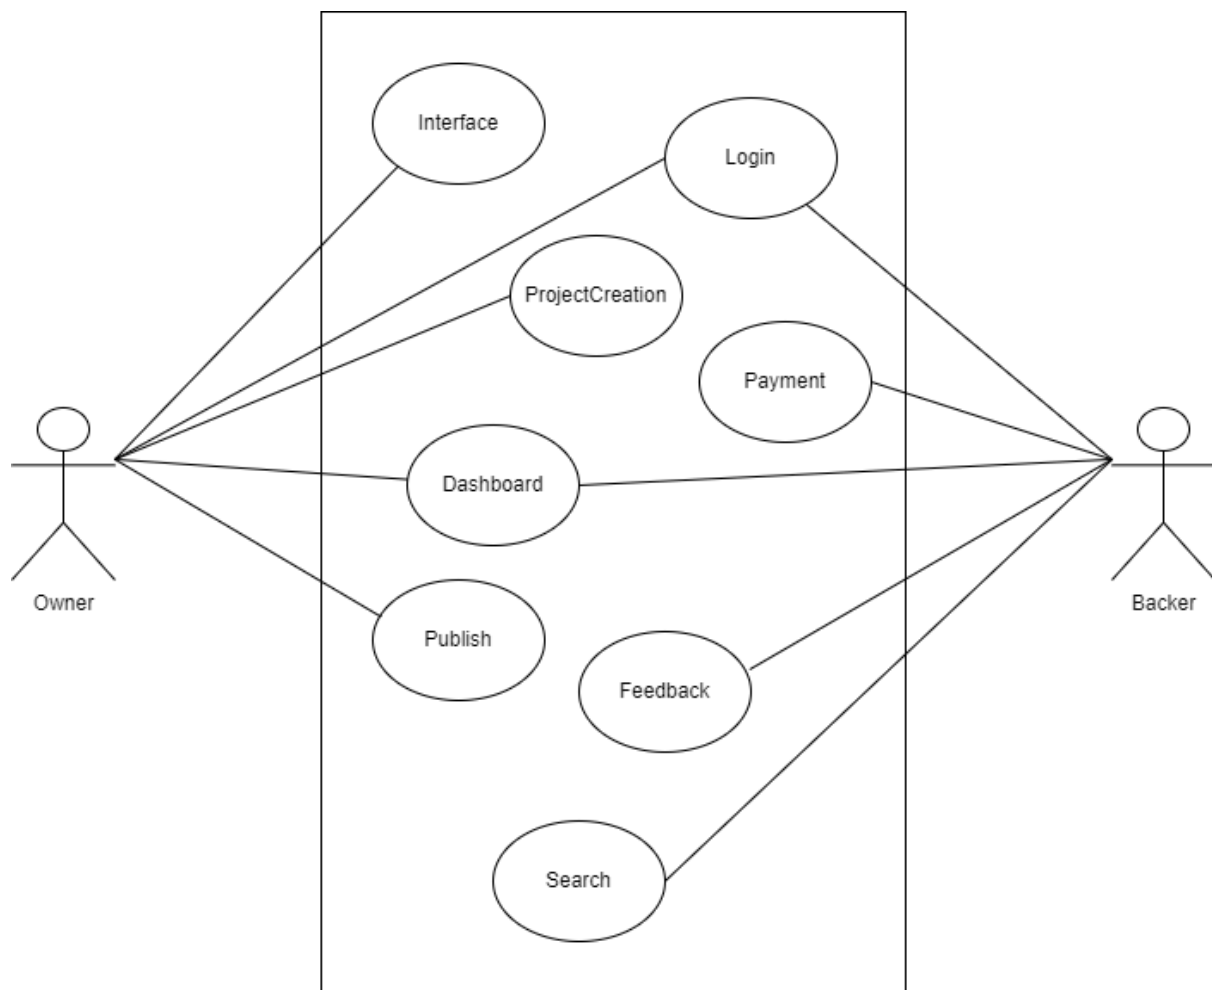 Interface
Login
ProjectCreation
Payment
Dashboard
Owner
Backer
Publish
Feedback
Search